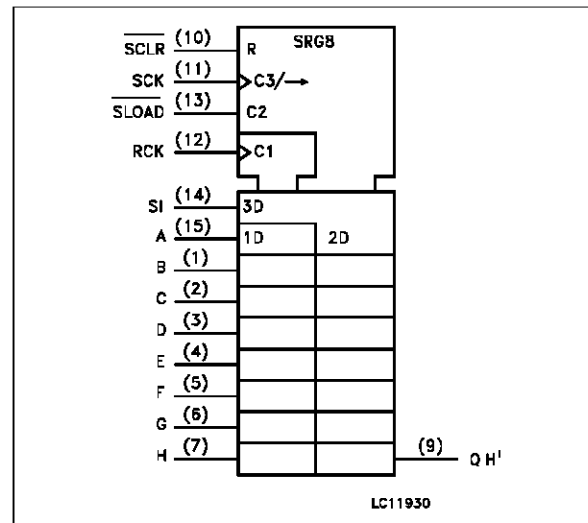 SCLR (10) R SRG8
SCK (11) C3/→
SLOAD (13) C2
RCK (12) C1
SI (14) 3D
A (15) 1D 2D
B (1)
C (2)
D (3)
E (4)
F (5)
G (6)
H (7) (9) QH'
LC11930